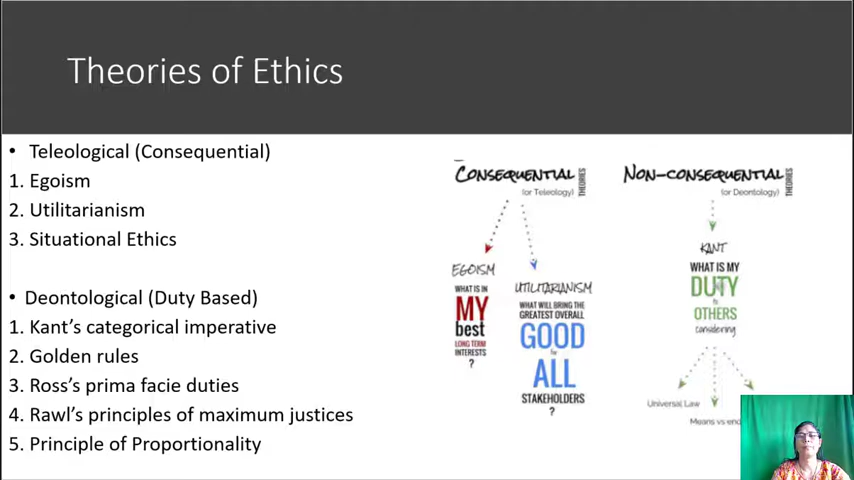 Theories of Ethics
• Teleological (Consequential)
1. Egoism
2. Utilitarianism
3. Situational Ethics
• Deontological (Duty Based)
1. Kant's categorical imperative
2. Golden rules
3. Ross's prima facie duties
4. Rawl's principles of maximum justices
5. Principle of Proportionality
CONSEQUENTIAL THEORIES
(or Teleology)
EGOISM
WHAT IS IN
MY
best
LONG TERM
INTERESTS
?
UTILITARIANISM
WHAT WILL BRING THE
GREATEST OVERALL
GOOD
for
ALL
STAKEHOLDERS
?
NON-CONSEQUENTIAL THEORIES
(or Deontology)
KANT
WHAT IS MY
DUTY
to
OTHERS
considering
Universal Law
Means vs end